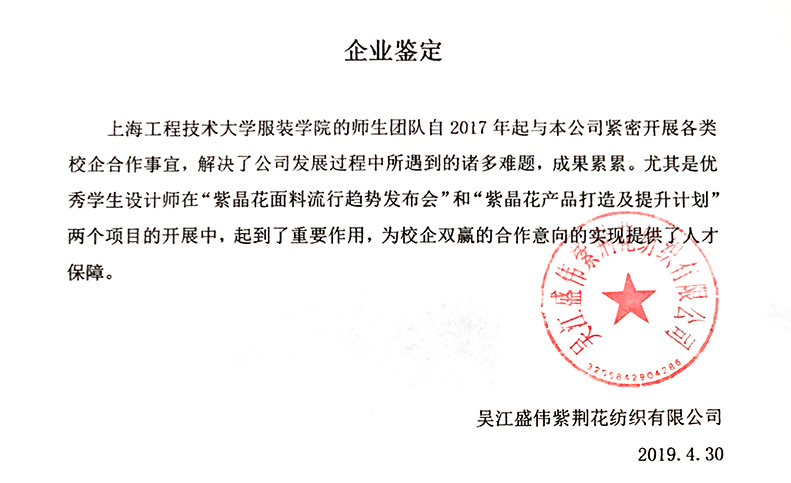 企业鉴定
上海工程技术大学服装学院的师生团队自 2017 年起与本公司紧密开展各类
校企合作事宜，解决了公司发展过程中所遇到的诸多难题，成果累累。尤其是优
秀学生设计师在“紫晶花面料流行趋势发布会”和“紫晶花产品打造及提升计划”
两个项目的开展中，起到了重要作用，为校企双赢的合作意向的实现提供了人才
保障。
吴江盛伟紫荆花纺织有限公司
3205842904286
吴江盛伟紫荆花纺织有限公司
2019.4.30